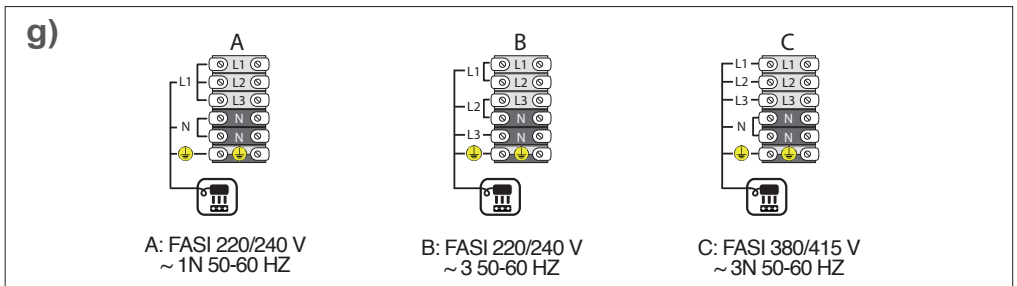 g)
A
L1
L1
L2
L3
N
N
N
A: FASI 220/240 V
~ 1N 50-60 HZ
B
L1
L1
L2
L2
L3
N
L3
N
B: FASI 220/240 V
~ 3 50-60 HZ
C
L1 L1
L2 L2
L3 L3
N
N
N
C: FASI 380/415 V
~ 3N 50-60 HZ